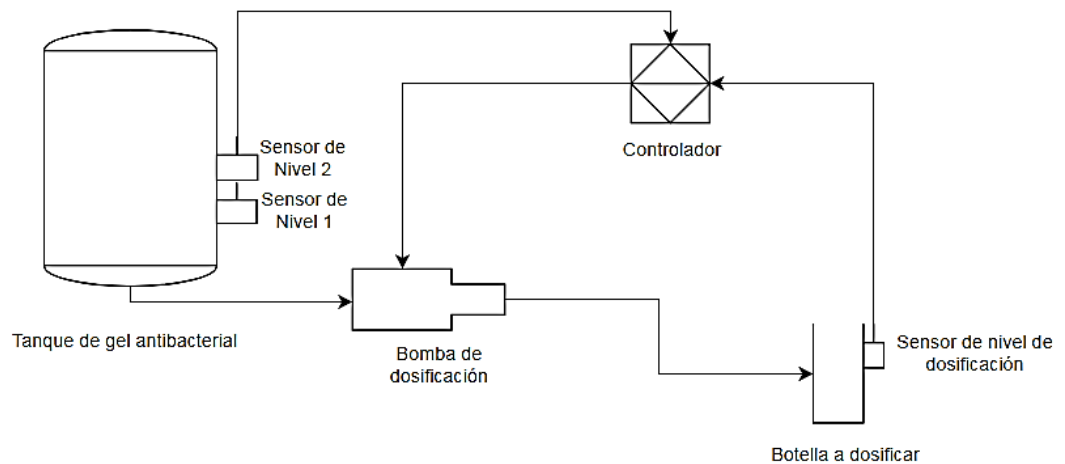 Sensor de
Nivel 2
Controlador
Sensor de
Nivel 1
Tanque de gel antibacterial
Bomba de
dosificación
Sensor de nivel de
dosificación
Botella a dosificar